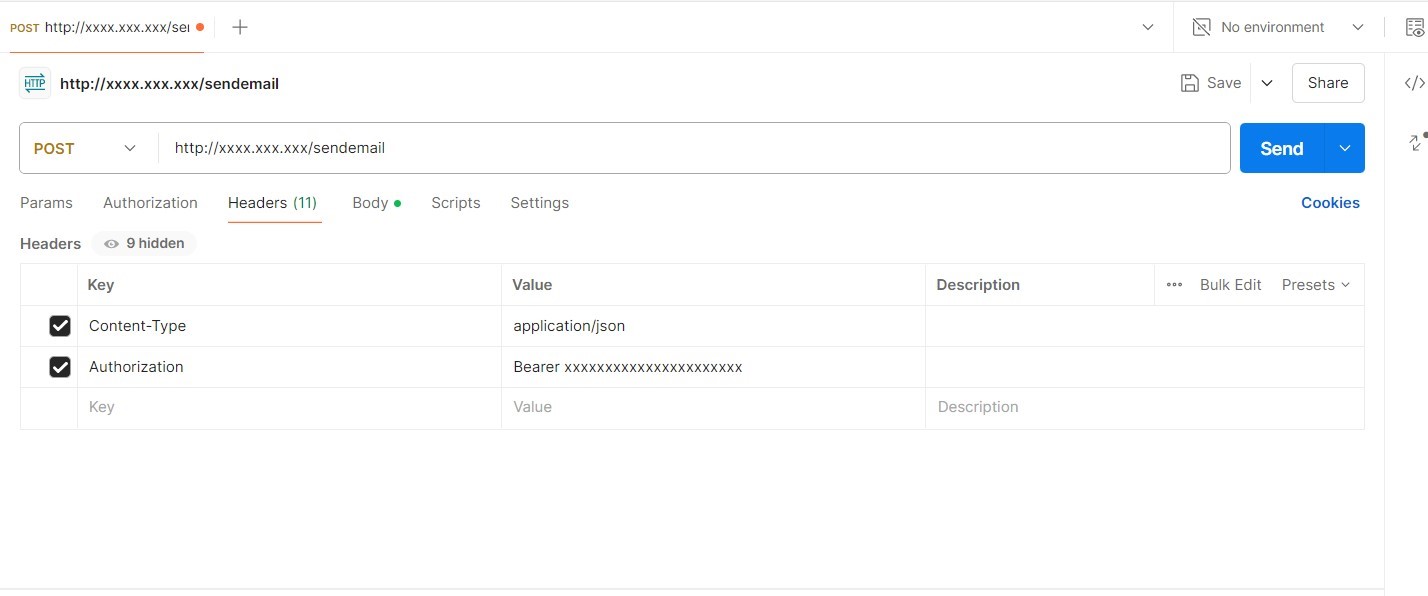 POST http://xxxx.xxx.xxx/sei
No environment
HTTP http://xxxx.xxx.xxx/sendemail
Save
Share
POST http://xxxx.xxx.xxx/sendemail
Send
Params Authorization Headers (11) Body Scripts Settings Cookies
Headers 9 hidden
Key Value Description Bulk Edit Presets
Content-Type application/json
Authorization Bearer xxxxxxxxxxxxxxxxxxxxxx
Key Value Description